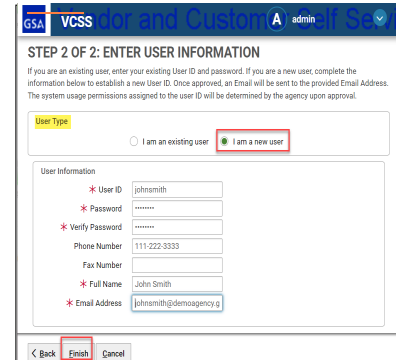 GSA VCSS Vendor and Customer Self Servi
A admin
STEP 2 OF 2: ENTER USER INFORMATION
If you are an existing user, enter your existing User ID and password. If you are a new user, complete the
information below to establish a new User ID. Once approved, an Email will be sent to the provided Email Address.
The system usage permissions assigned to the user ID will be determined by the agency upon approval.
User Type
I am an existing user I am a new user
User Information
* User ID johnsmith
* Password ········
* Verify Password ········
Phone Number 111-222-3333
Fax Number
* Full Name John Smith
* Email Address johnsmith@demoagency.g
< Back Finish Cancel